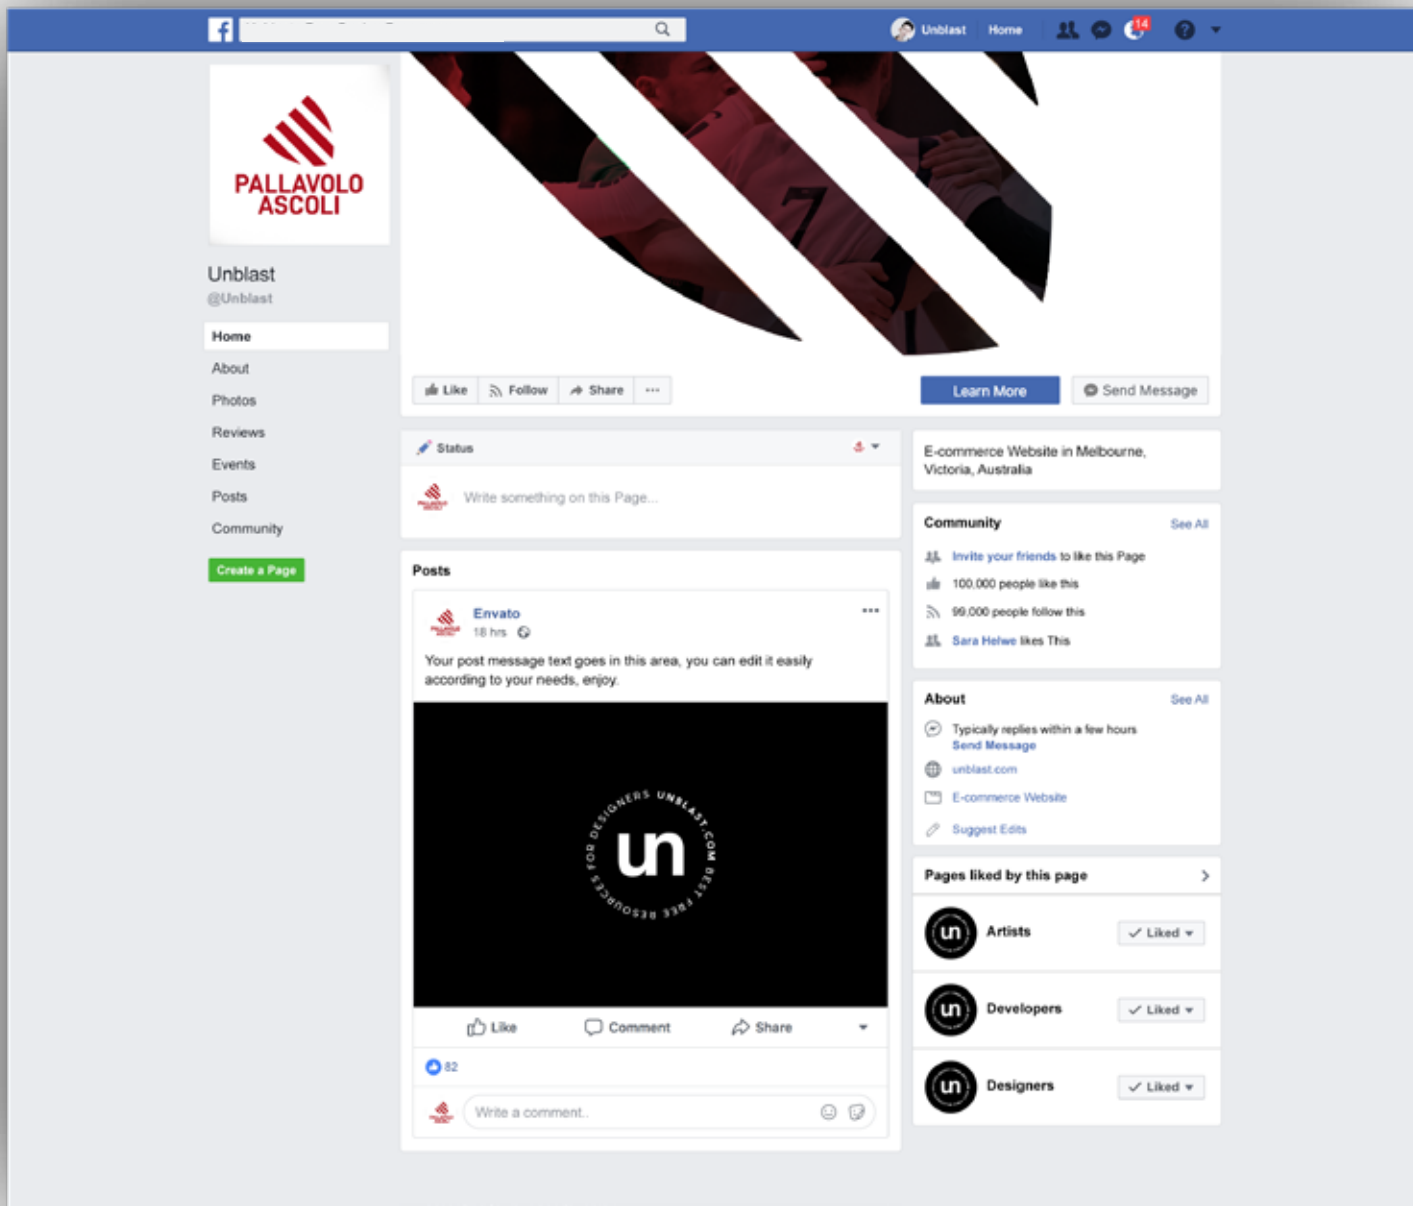 Unblast
Home
14
PALLAVOLO
ASCOLI
Unblast
@Unblast
Home
About
Photos
Reviews
Events
Posts
Community
Create a Page
7
Like
Follow
Share
Learn More
Send Message
Status
Write something on this Page...
Posts
Envato
18 hrs
Your post message text goes in this area, you can edit it easily
according to your needs, enjoy.
UNBLAST.COM BEST FREE RESOURCES FOR DESIGNERS
un
Like
Comment
Share
82
Write a comment..
E-commerce Website in Melbourne,
Victoria, Australia
Community
See All
Invite your friends to like this Page
100,000 people like this
99,000 people follow this
Sara Helwe likes This
About
See All
Typically replies within a few hours
Send Message
unblast.com
E-commerce Website
Suggest Edits
Pages liked by this page
un
Artists
Liked
un
Developers
Liked
un
Designers
Liked